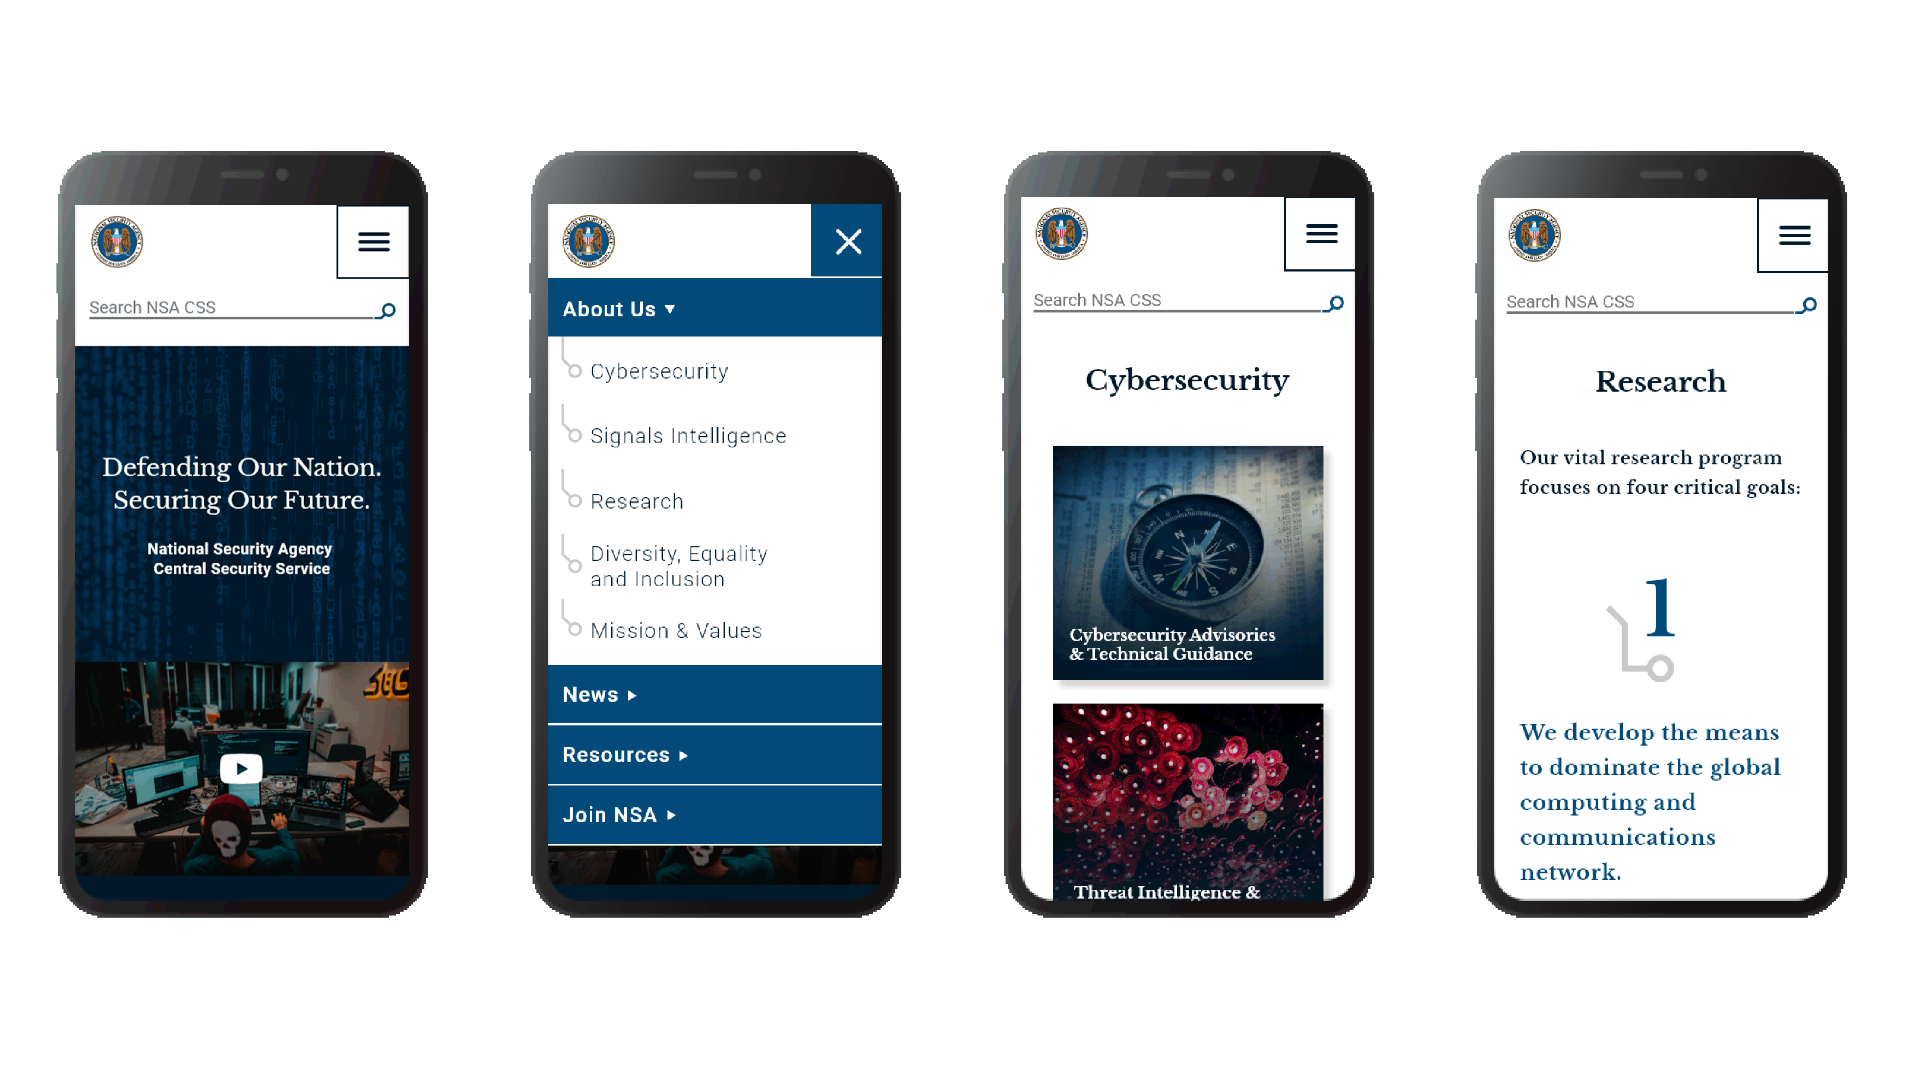 Search NSA CSS
Defending Our Nation.
Securing Our Future.
National Security Agency
Central Security Service
About Us
Cybersecurity
Signals Intelligence
Research
Diversity, Equality
and Inclusion
Mission & Values
News
Resources
Join NSA
Search NSA CSS
Cybersecurity
N
E
SE
S
W
NW
Cybersecurity Advisories
& Technical Guidance
Threat Intelligence &
Search NSA CSS
Research
Our vital research program
focuses on four critical goals:
1
We develop the means
to dominate the global
computing and
communications
network.